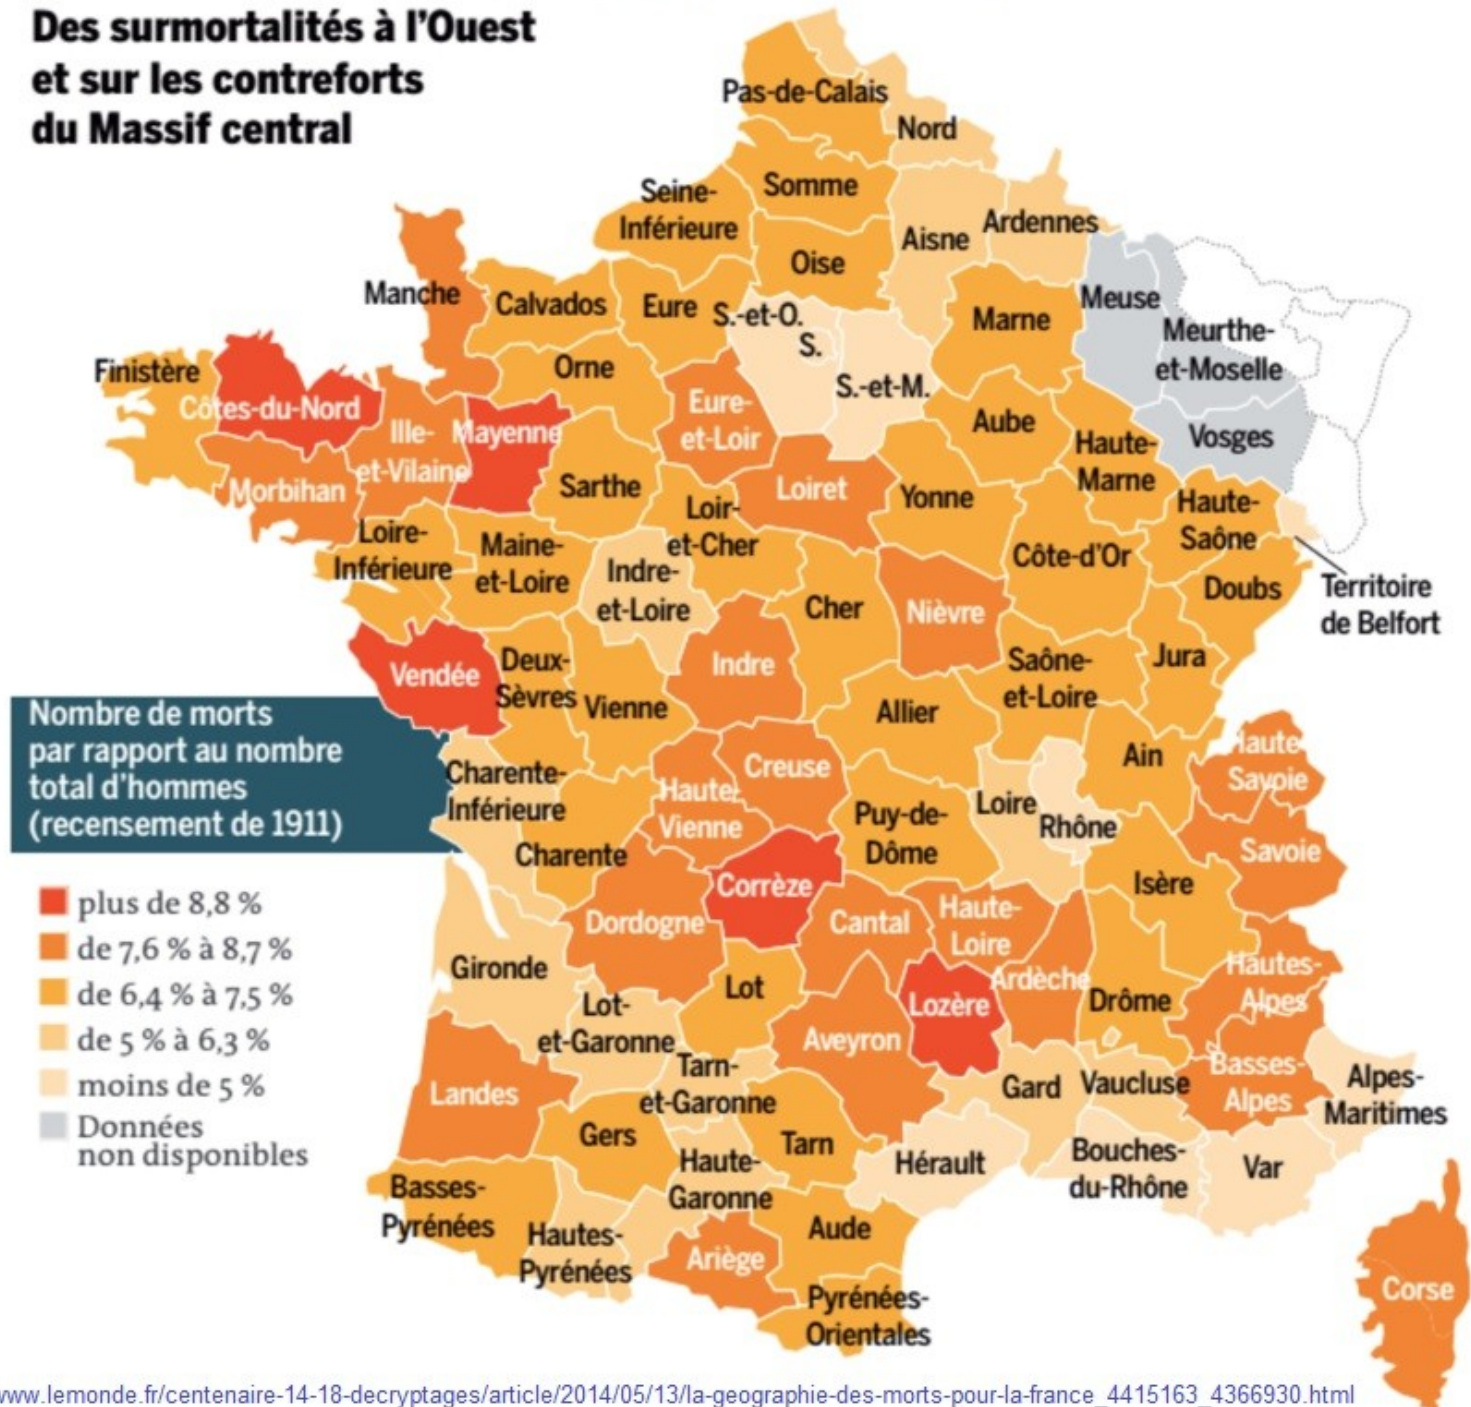 Des surmortalités à l'Ouest
et sur les contreforts
du Massif central
Pas-de-Calais
Nord
Somme
Seine-
Inférieure
Oise
Aisne
Ardennes
Manche
Calvados
Eure
S.-et-O.
S.
S.-et-M.
Marne
Meuse
Meurthe-
et-Moselle
Vosges
Finistère
Côtes-du-Nord
Orne
Ille-
et-Vilaine
Mayenne
Eure-
et-Loir
Aube
Haute-
Marne
Morbihan
Sarthe
Loiret
Yonne
Haute-
Saône
Loire-
Inférieure
Maine-
et-Loire
Loir-
et-Cher
Indre-
et-Loire
Cher
Nièvre
Côte-d'Or
Doubs
Territoire
de Belfort
Vendée
Deux-
Sèvres
Vienne
Indre
Allier
Saône-
et-Loire
Jura
Nombre de morts
par rapport au nombre
total d'hommes
(recensement de 1911)
Charente-
Inférieure
Charente
Haute-
Vienne
Creuse
Puy-de-
Dôme
Loire
Rhône
Ain
Haute-
Savoie
Savoie
Isère
plus de 8,8 %
de 7,6 % à 8,7 %
de 6,4 % à 7,5 %
de 5 % à 6,3 %
moins de 5 %
Données
non disponibles
Corrèze
Dordogne
Cantal
Haute-
Loire
Gironde
Lot-
et-Garonne
Lot
Aveyron
Lozère
Ardèche
Drôme
Hautes-
Alpes
Landes
Tarn-
et-Garonne
Gers
Tarn
Gard
Vaucluse
Basses-
Alpes
Alpes-
Maritimes
Basses-
Pyrénées
Hautes-
Pyrénées
Haute-
Garonne
Hérault
Bouches-
du-Rhône
Var
Ariège
Aude
Pyrénées-
Orientales
Corse
www.lemonde.fr/centenaire-14-18-decryptages/article/2014/05/13/la-geographie-des-morts-pour-la-france_4415163_4366930.html